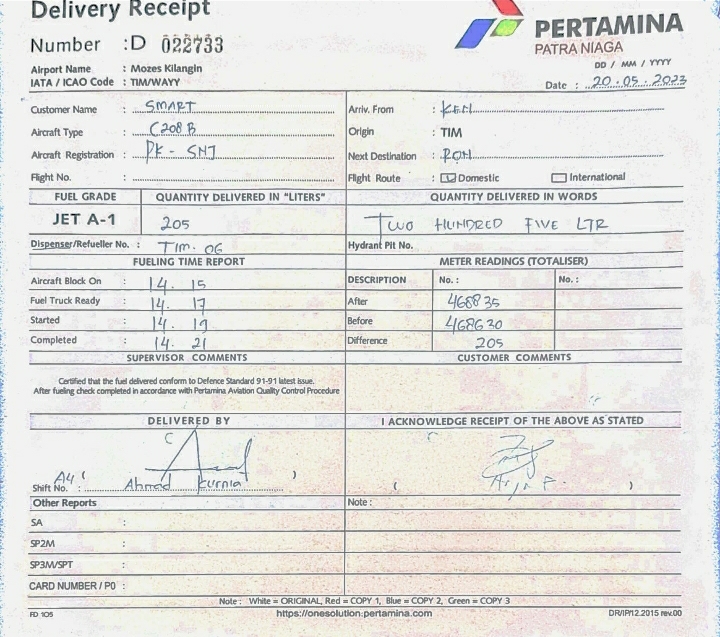 Delivery Receipt
PERTAMINA
PATRA NIAGA
Number : D 022733
DD / MM / YYYY
Airport Name : Mozes Kilangin
IATA / ICAO Code : TIM/WAYY
Date : 20.05.2023
Customer Name : SMART
Arriv. From : KEN
Aircraft Type : C208B
Origin : TIM
Aircraft Registration : PK - SNJ
Next Destination :
Flight No. :
Flight Route : Domestic International
FUEL GRADE QUANTITY DELIVERED IN "LITERS" QUANTITY DELIVERED IN WORDS
JET A-1 205 TWO HUNDRED FIVE LTR
Dispenser/Refueller No. : TIM. 06 Hydrant Pit No.
FUELING TIME REPORT METER READINGS (TOTALISER)
Aircraft Block On : 14. 15 DESCRIPTION No. : No. :
Fuel Truck Ready : 14. 17 After 468835
Started : 14. 19 Before 468630
Completed : 14. 21 Difference 205
SUPERVISOR COMMENTS CUSTOMER COMMENTS
Certified that the fuel delivered conform to Defence Standard 91-91 latest issue.
After fueling check completed in accordance with Pertamina Aviation Quality Control Procedure
DELIVERED BY I ACKNOWLEDGE RECEIPT OF THE ABOVE AS STATED
Shift No. : A4 ( Ahmad Kurnia ) ( )
Other Reports Note :
SA :
SP2M :
SP3M/SPT :
CARD NUMBER / PO :
Note : White = ORIGINAL, Red = COPY 1, Blue = COPY 2, Green = COPY 3
FD 105 https://onesolution.pertamina.com DR/IP/12.2015 rev.00